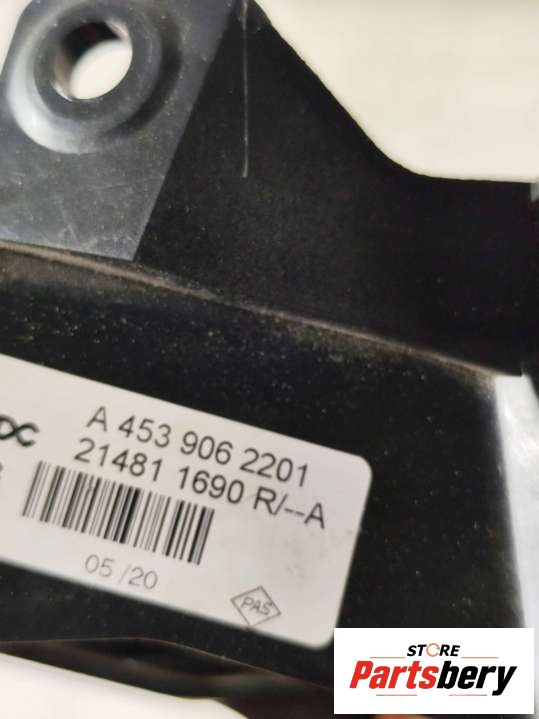 A 453 906 2201
21481 1690 R/--A
05 /20
PAS
STORE
Partsbery